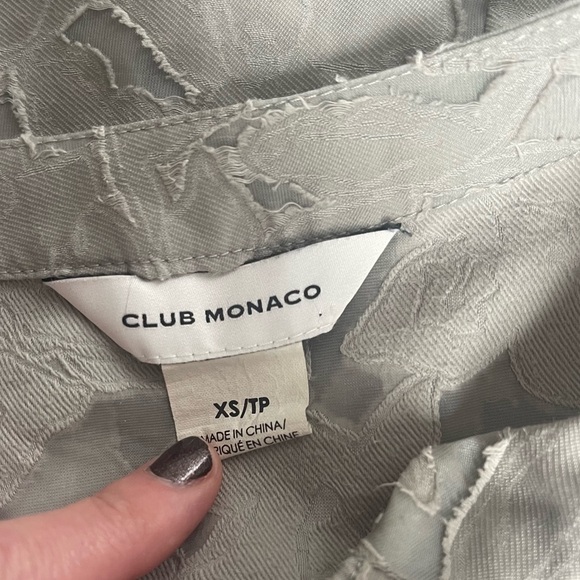 CLUB MONACO
XS/TP
MADE IN CHINA/
FABRIQUÉ EN CHINE